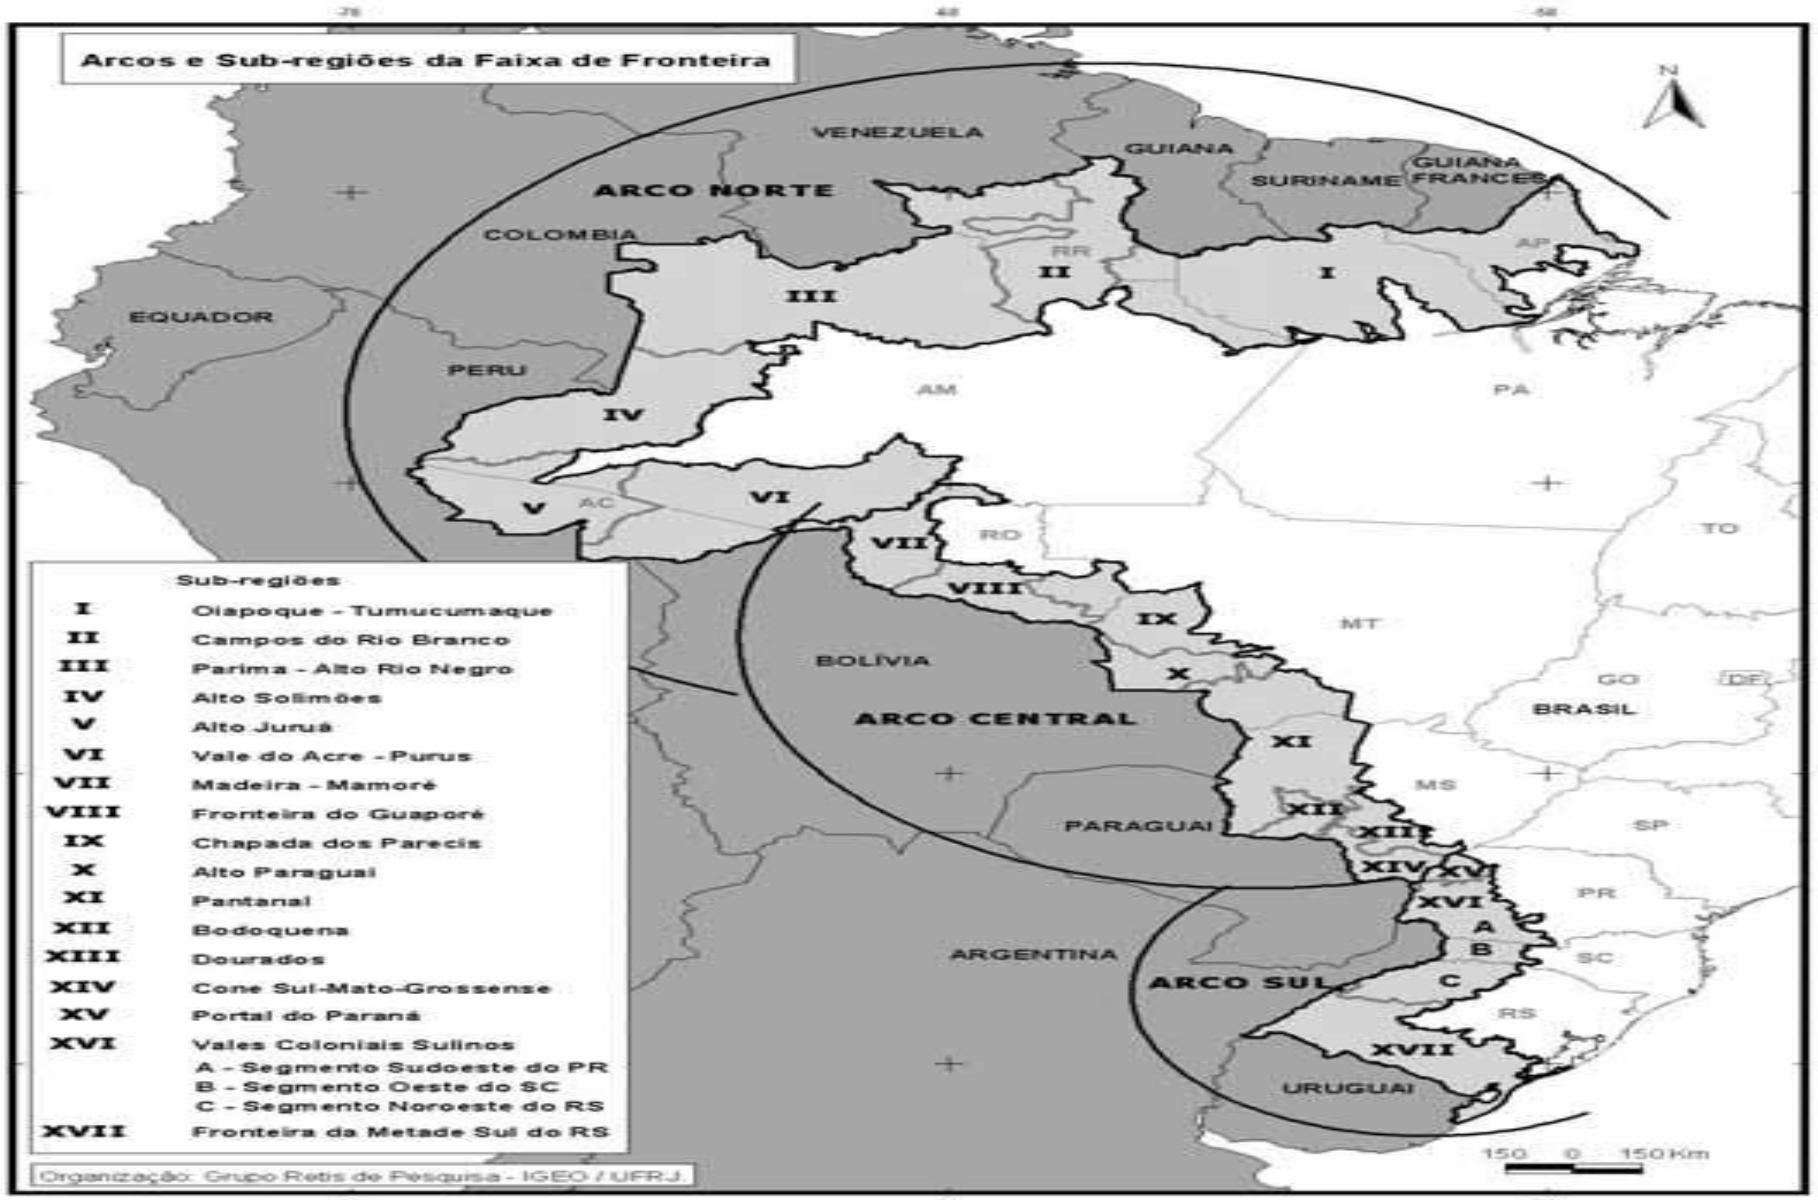 -78
-68
-58
Arcos e Sub-regiões da Faixa de Fronteira
N
VENEZUELA
GUIANA
GUIANA
FRANCES
SURINAME
ARCO NORTE
COLOMBIA
RR
AP
II
I
III
EQUADOR
PERU
AM
PA
IV
V
AC
VI
RO
TO
VII
VIII
IX
MT
BOLÍVIA
X
GO
DF
BRASIL
ARCO CENTRAL
XI
MS
XII
PARAGUAI
XIII
SP
XIV
XV
PR
XVI
A
B
ARGENTINA
SC
ARCO SUL
C
RS
XVII
URUGUAI
150 0 150 Km
Sub-regiões
I Oiapoque - Tumucumaque
II Campos do Rio Branco
III Parima - Alto Rio Negro
IV Alto Solimões
V Alto Juruá
VI Vale do Acre - Purus
VII Madeira - Mamoré
VIII Fronteira do Guaporé
IX Chapada dos Parecis
X Alto Paraguai
XI Pantanal
XII Bodoquena
XIII Dourados
XIV Cone Sul-Mato-Grossense
XV Portal do Paraná
XVI Vales Coloniais Sulinos
A - Segmento Sudoeste do PR
B - Segmento Oeste do SC
C - Segmento Noroeste do RS
XVII Fronteira da Metade Sul do RS
Organização: Grupo Retis de Pesquisa - IGEO / UFRJ.